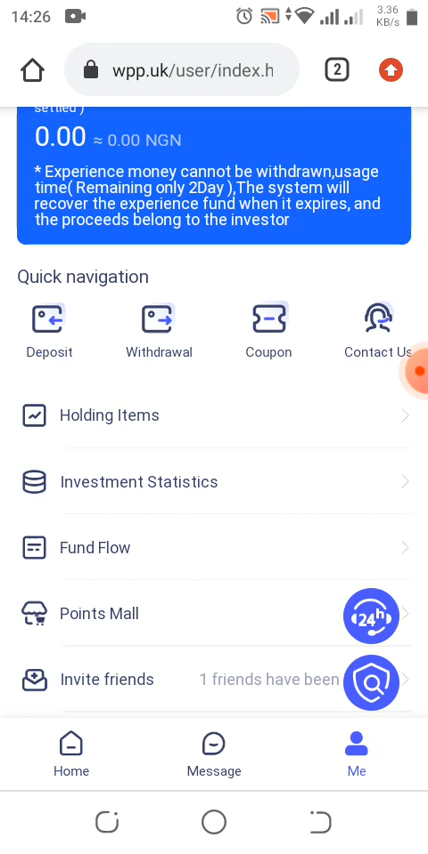 14:26
3.36
KB/s
wpp.uk/user/index.h
2
settled )
0.00 ≈ 0.00 NGN
* Experience money cannot be withdrawn,usage
time( Remaining only 2Day ),The system will
recover the experience fund when it expires, and
the proceeds belong to the investor
Quick navigation
Deposit
Withdrawal
Coupon
Contact Us
Holding Items
Investment Statistics
Fund Flow
Points Mall
24h
Invite friends
1 friends have been
Home
Message
Me